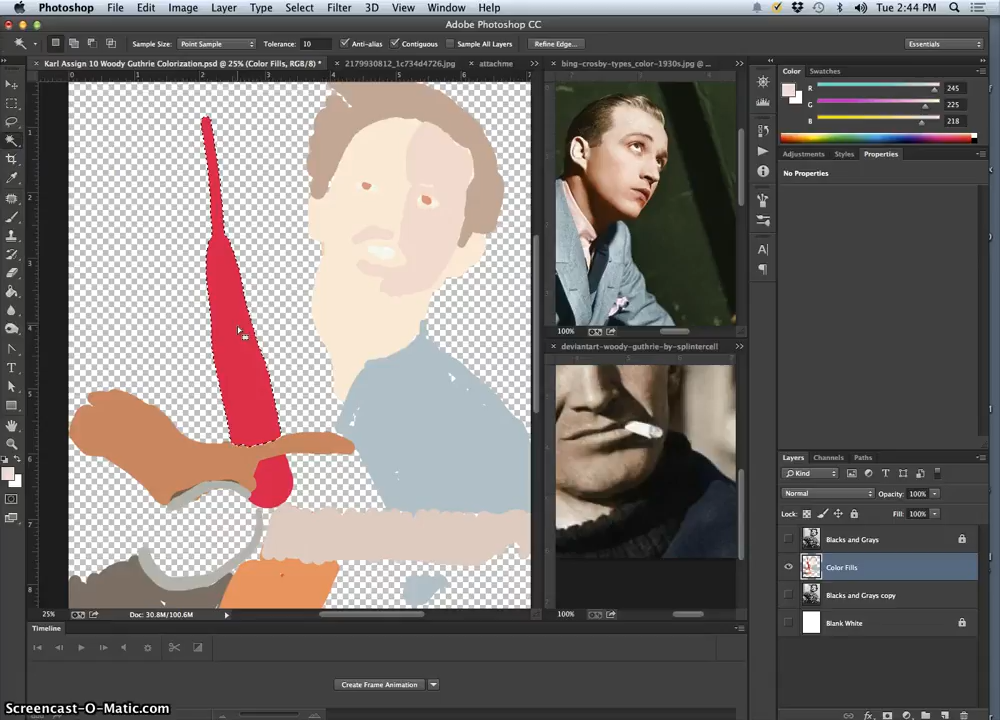 Photoshop File Edit Image Layer Type Select Filter 3D View Window Help Tue 2:44 PM
Adobe Photoshop CC
Sample Size: Point Sample Tolerance: 10 Anti-alias Contiguous Sample All Layers Refine Edge... Essentials
Karl Assign 10 Woody Guthrie Colorization.psd @ 25% (Color Fills, RGB/8) * 2179930812_1c734d4726.jpg attachme
bing-crosby-types_color-1930s.jpg @ ...
Color Swatches
R 245
G 225
B 218
Adjustments Styles Properties
No Properties
100%
deviantart-woody-guthrie-by-splintercell
Layers Channels Paths
Kind
Normal Opacity: 100%
Lock: Fill: 100%
Blacks and Grays
Color Fills
Blacks and Grays copy
Blank White
25% Doc: 30.8M/100.6M
100%
Timeline
Create Frame Animation
Screencast-O-Matic.com